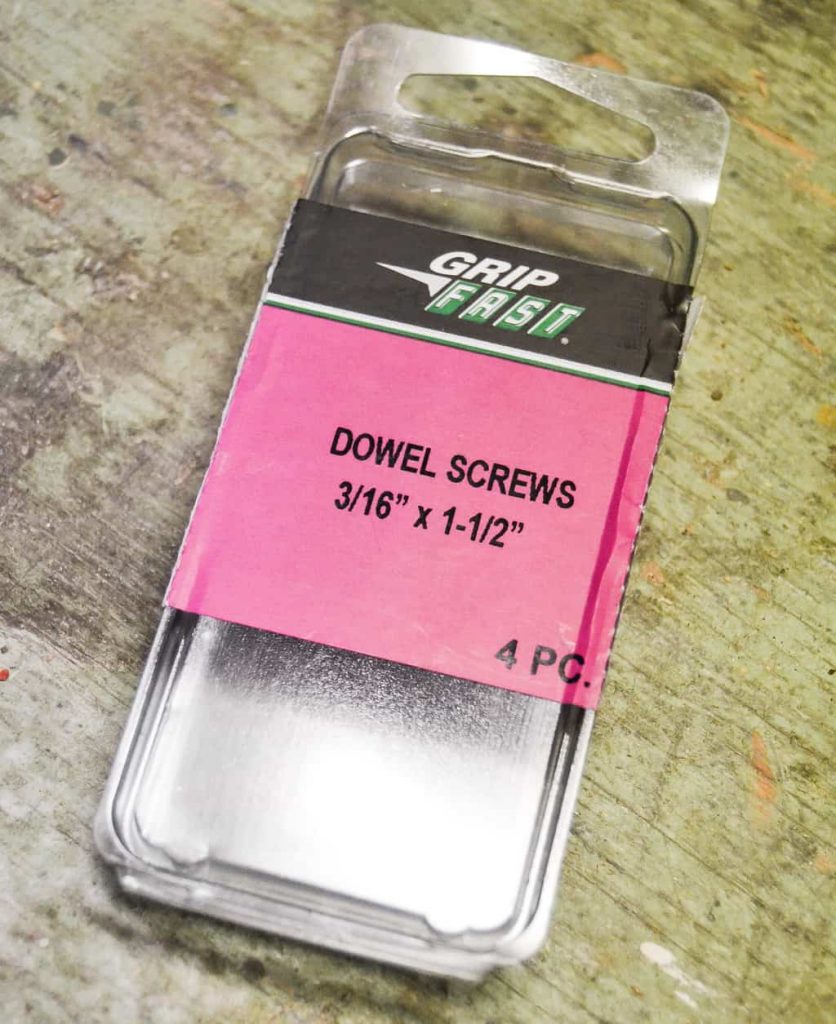 GRIP
FAST.
DOWEL SCREWS
3/16” x 1-1/2”
4 PC.